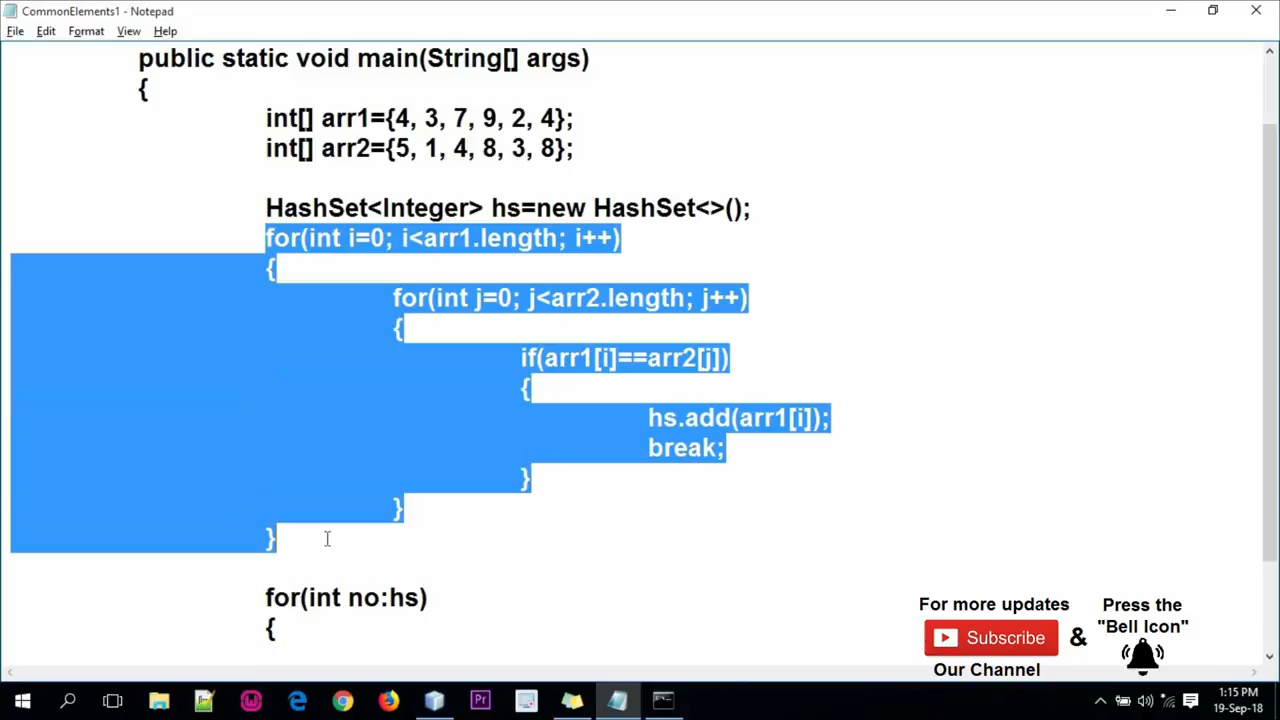 CommonElements1 - Notepad
File Edit Format View Help
public static void main(String[] args)
{
int[] arr1={4, 3, 7, 9, 2, 4};
int[] arr2={5, 1, 4, 8, 3, 8};
HashSet<Integer> hs=new HashSet<>();
for(int i=0; i<arr1.length; i++)
{
for(int j=0; j<arr2.length; j++)
{
if(arr1[i]==arr2[j])
{
hs.add(arr1[i]);
break;
}
}
}
for(int no:hs)
{
For more updates
Subscribe
Our Channel
&
Press the
"Bell Icon"
Pr
1:15 PM
19-Sep-18